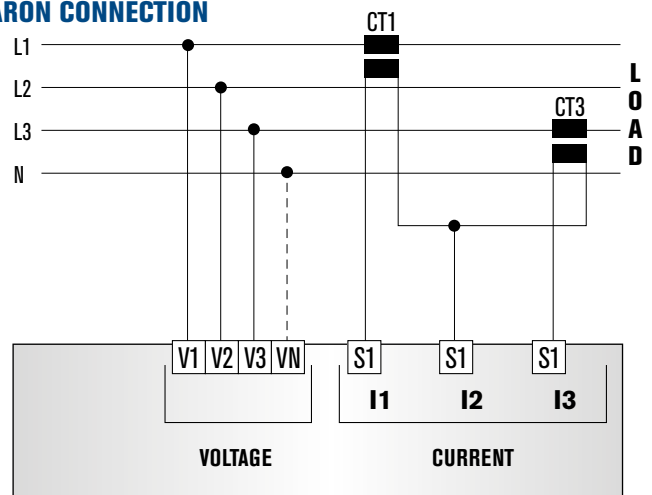 ARON CONNECTION
CT1
L1
L2
L3
N
CT3
L
O
A
D
V1 V2 V3 VN S1 S1 S1
I1 I2 I3
VOLTAGE CURRENT